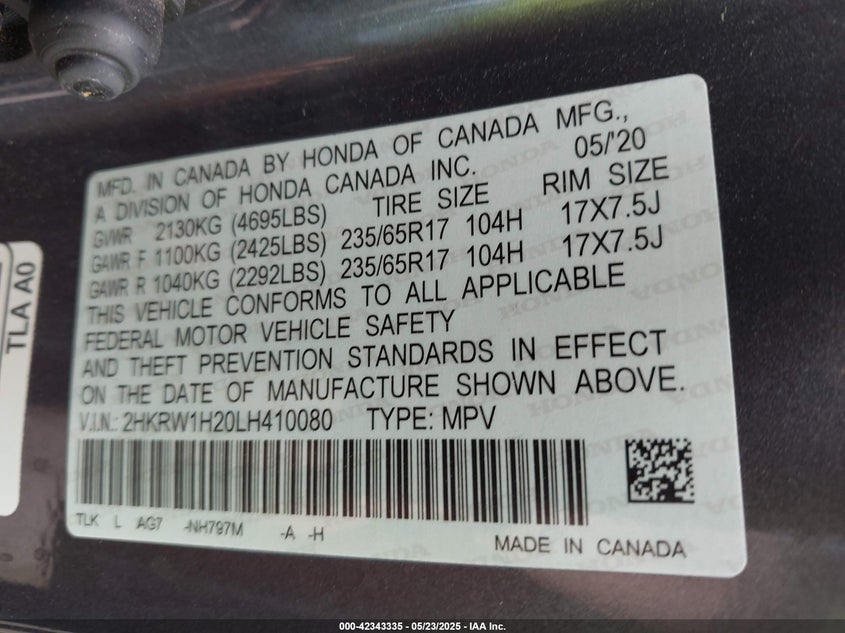 MFD. IN CANADA BY HONDA OF CANADA MFG.,
A DIVISION OF HONDA CANADA INC. 05/'20
GVWR 2130KG (4695LBS) TIRE SIZE RIM SIZE
GAWR F 1100KG (2425LBS) 235/65R17 104H 17X7.5J
GAWR R 1040KG (2292LBS) 235/65R17 104H 17X7.5J
THIS VEHICLE CONFORMS TO ALL APPLICABLE
FEDERAL MOTOR VEHICLE SAFETY
AND THEFT PREVENTION STANDARDS IN EFFECT
ON THE DATE OF MANUFACTURE SHOWN ABOVE.
V.I.N.: 2HKRW1H20LH410080 TYPE: MPV
TLK L AG7 -NH797M -A -H
MADE IN CANADA
TLA A0
000-42343335 - 05/23/2025 - IAA Inc.